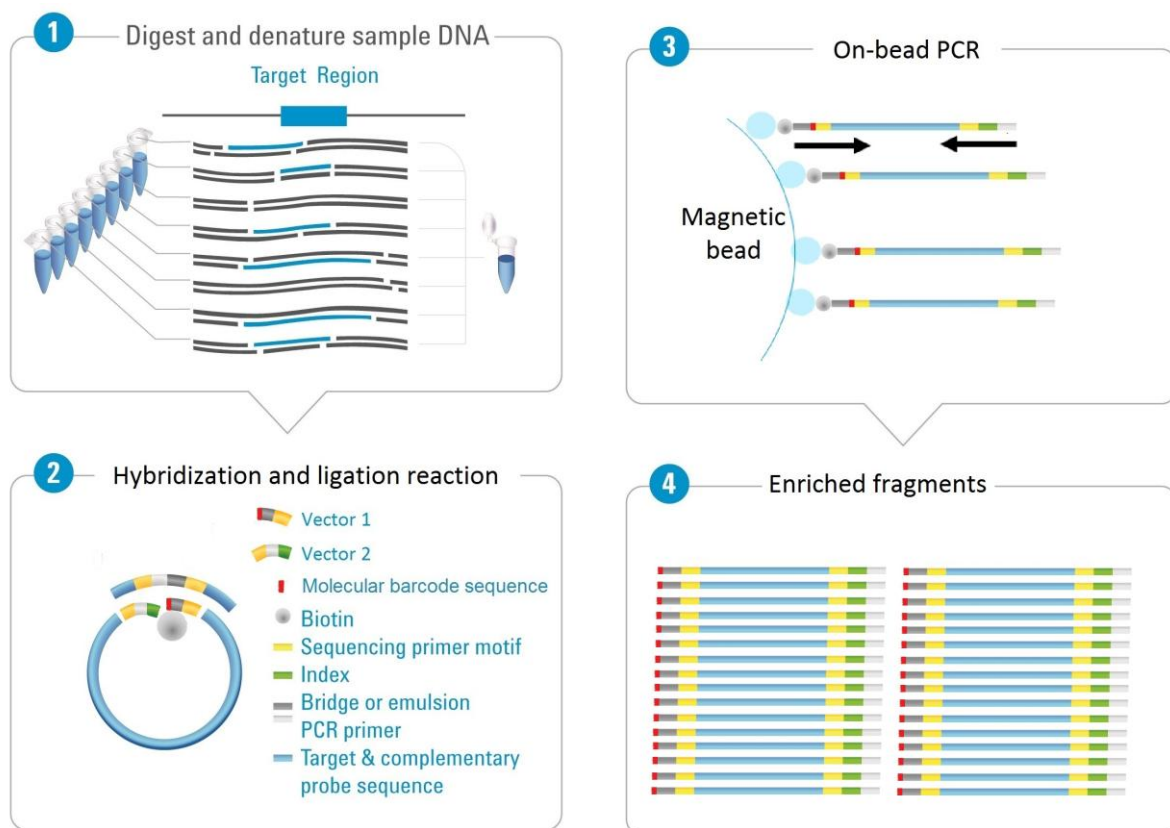 1 Digest and denature sample DNA
Target Region
2 Hybridization and ligation reaction
Vector 1
Vector 2
Molecular barcode sequence
Biotin
Sequencing primer motif
Index
Bridge or emulsion
PCR primer
Target & complementary
probe sequence
3 On-bead PCR
Magnetic
bead
4 Enriched fragments